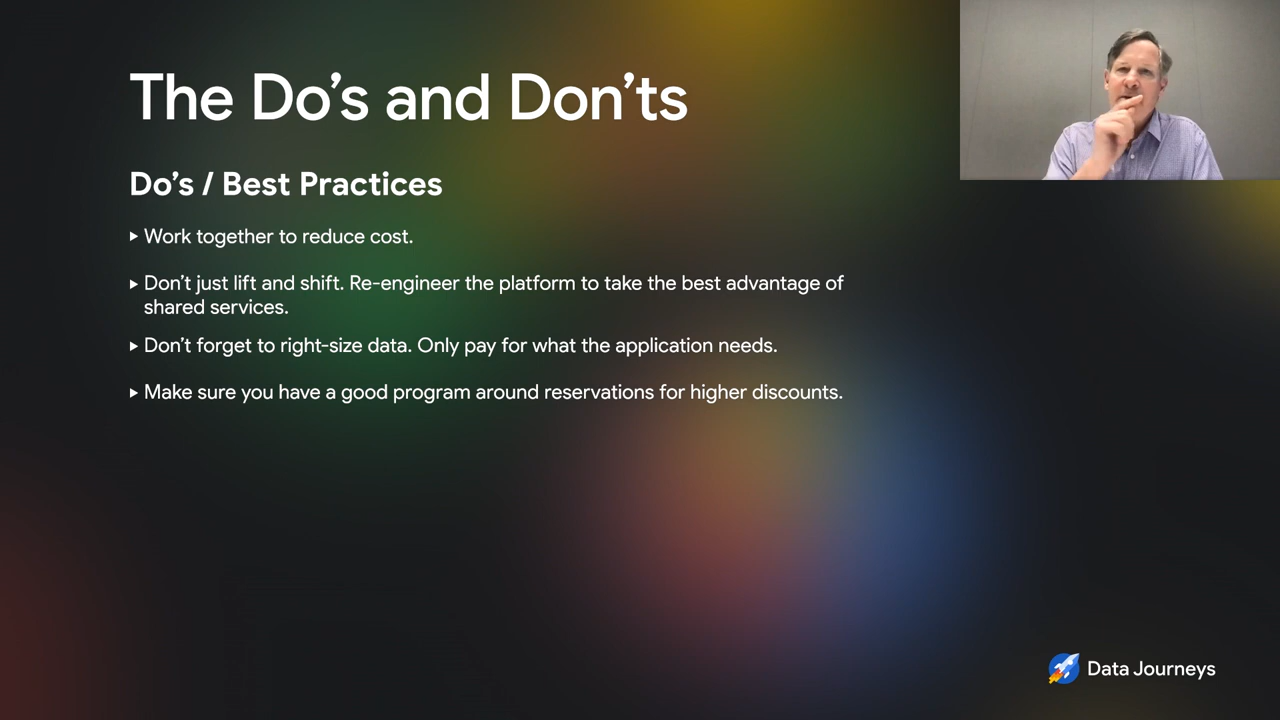 The Do’s and Don’ts
Do’s / Best Practices
Work together to reduce cost.
Don’t just lift and shift. Re-engineer the platform to take the best advantage of
shared services.
Don’t forget to right-size data. Only pay for what the application needs.
Make sure you have a good program around reservations for higher discounts.
Data Journeys